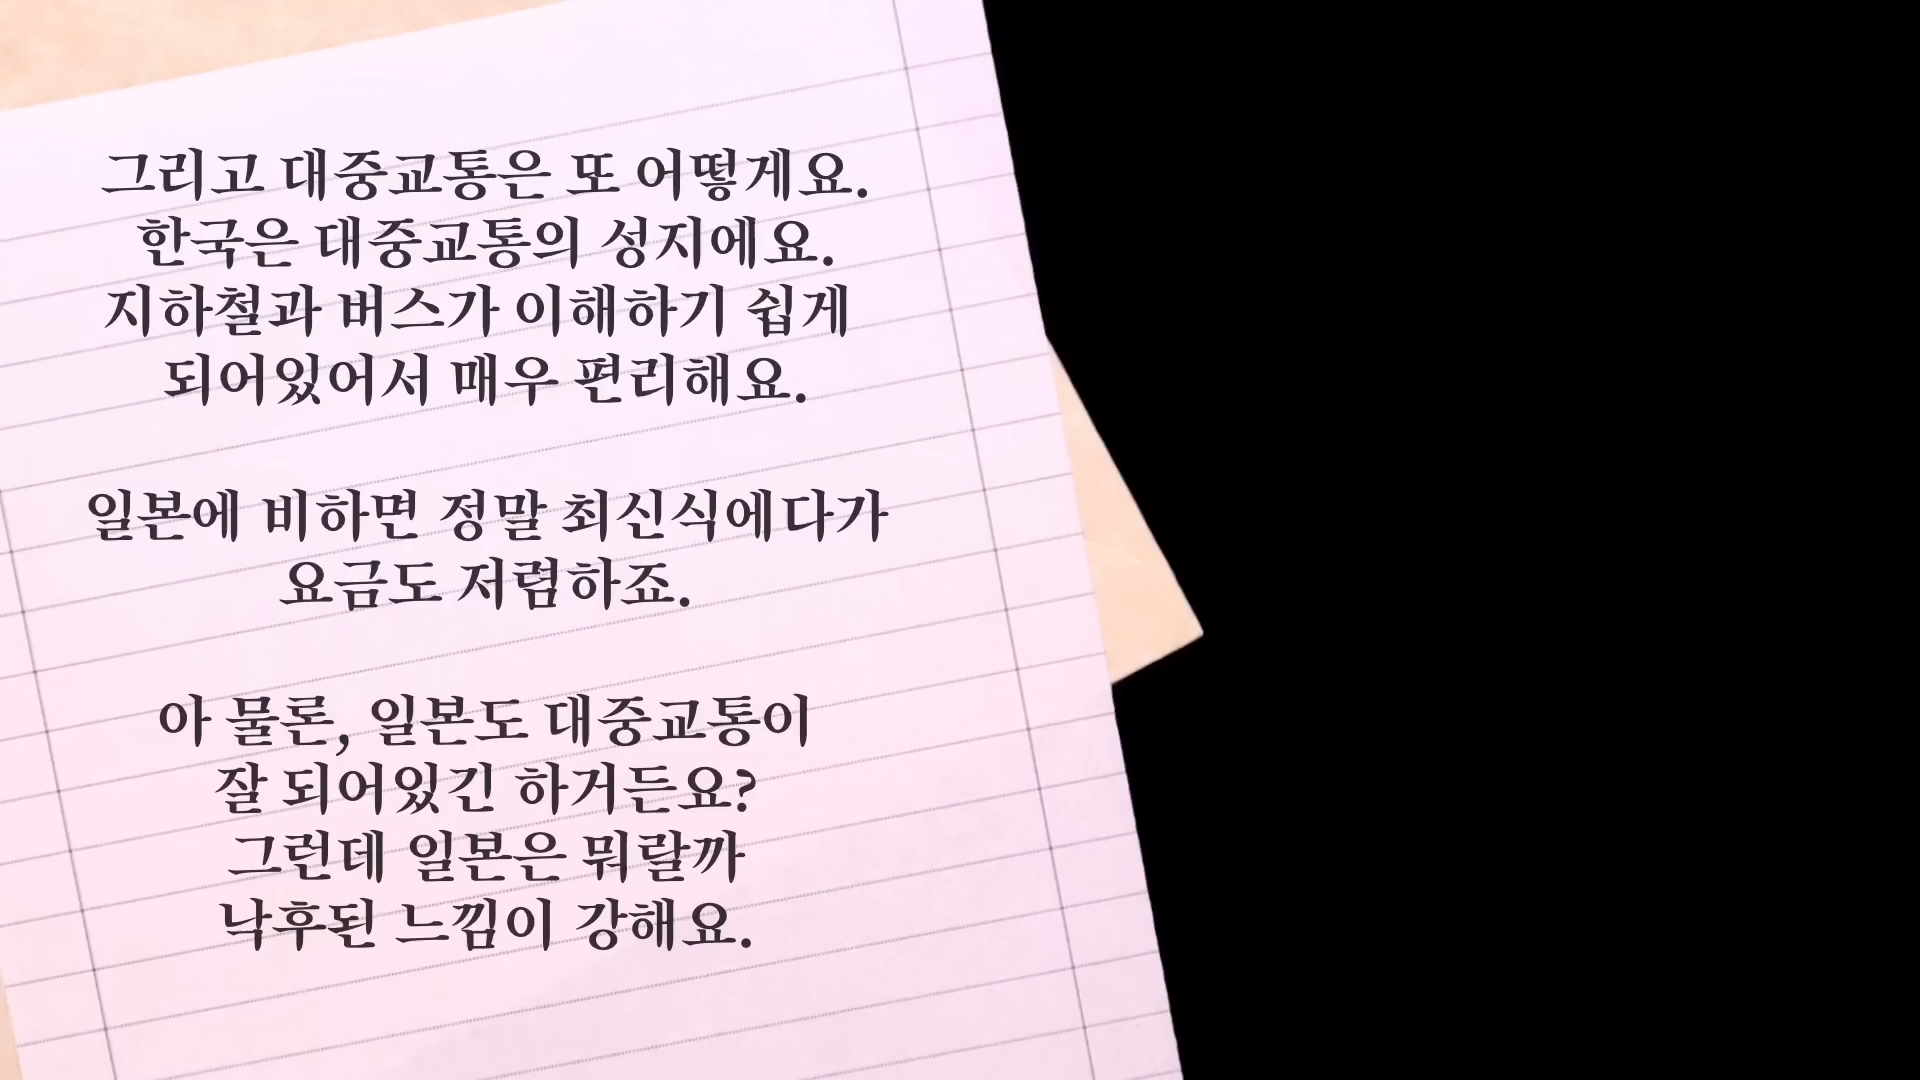 그리고 대중교통은 또 어떻게요.
한국은 대중교통의 성지에요.
지하철과 버스가 이해하기 쉽게
되어있어서 매우 편리해요.
일본에 비하면 정말 최신식에다가
요금도 저렴하죠.
아 물론, 일본도 대중교통이
잘 되어있긴 하거든요?
그런데 일본은 뭐랄까
낙후된 느낌이 강해요.